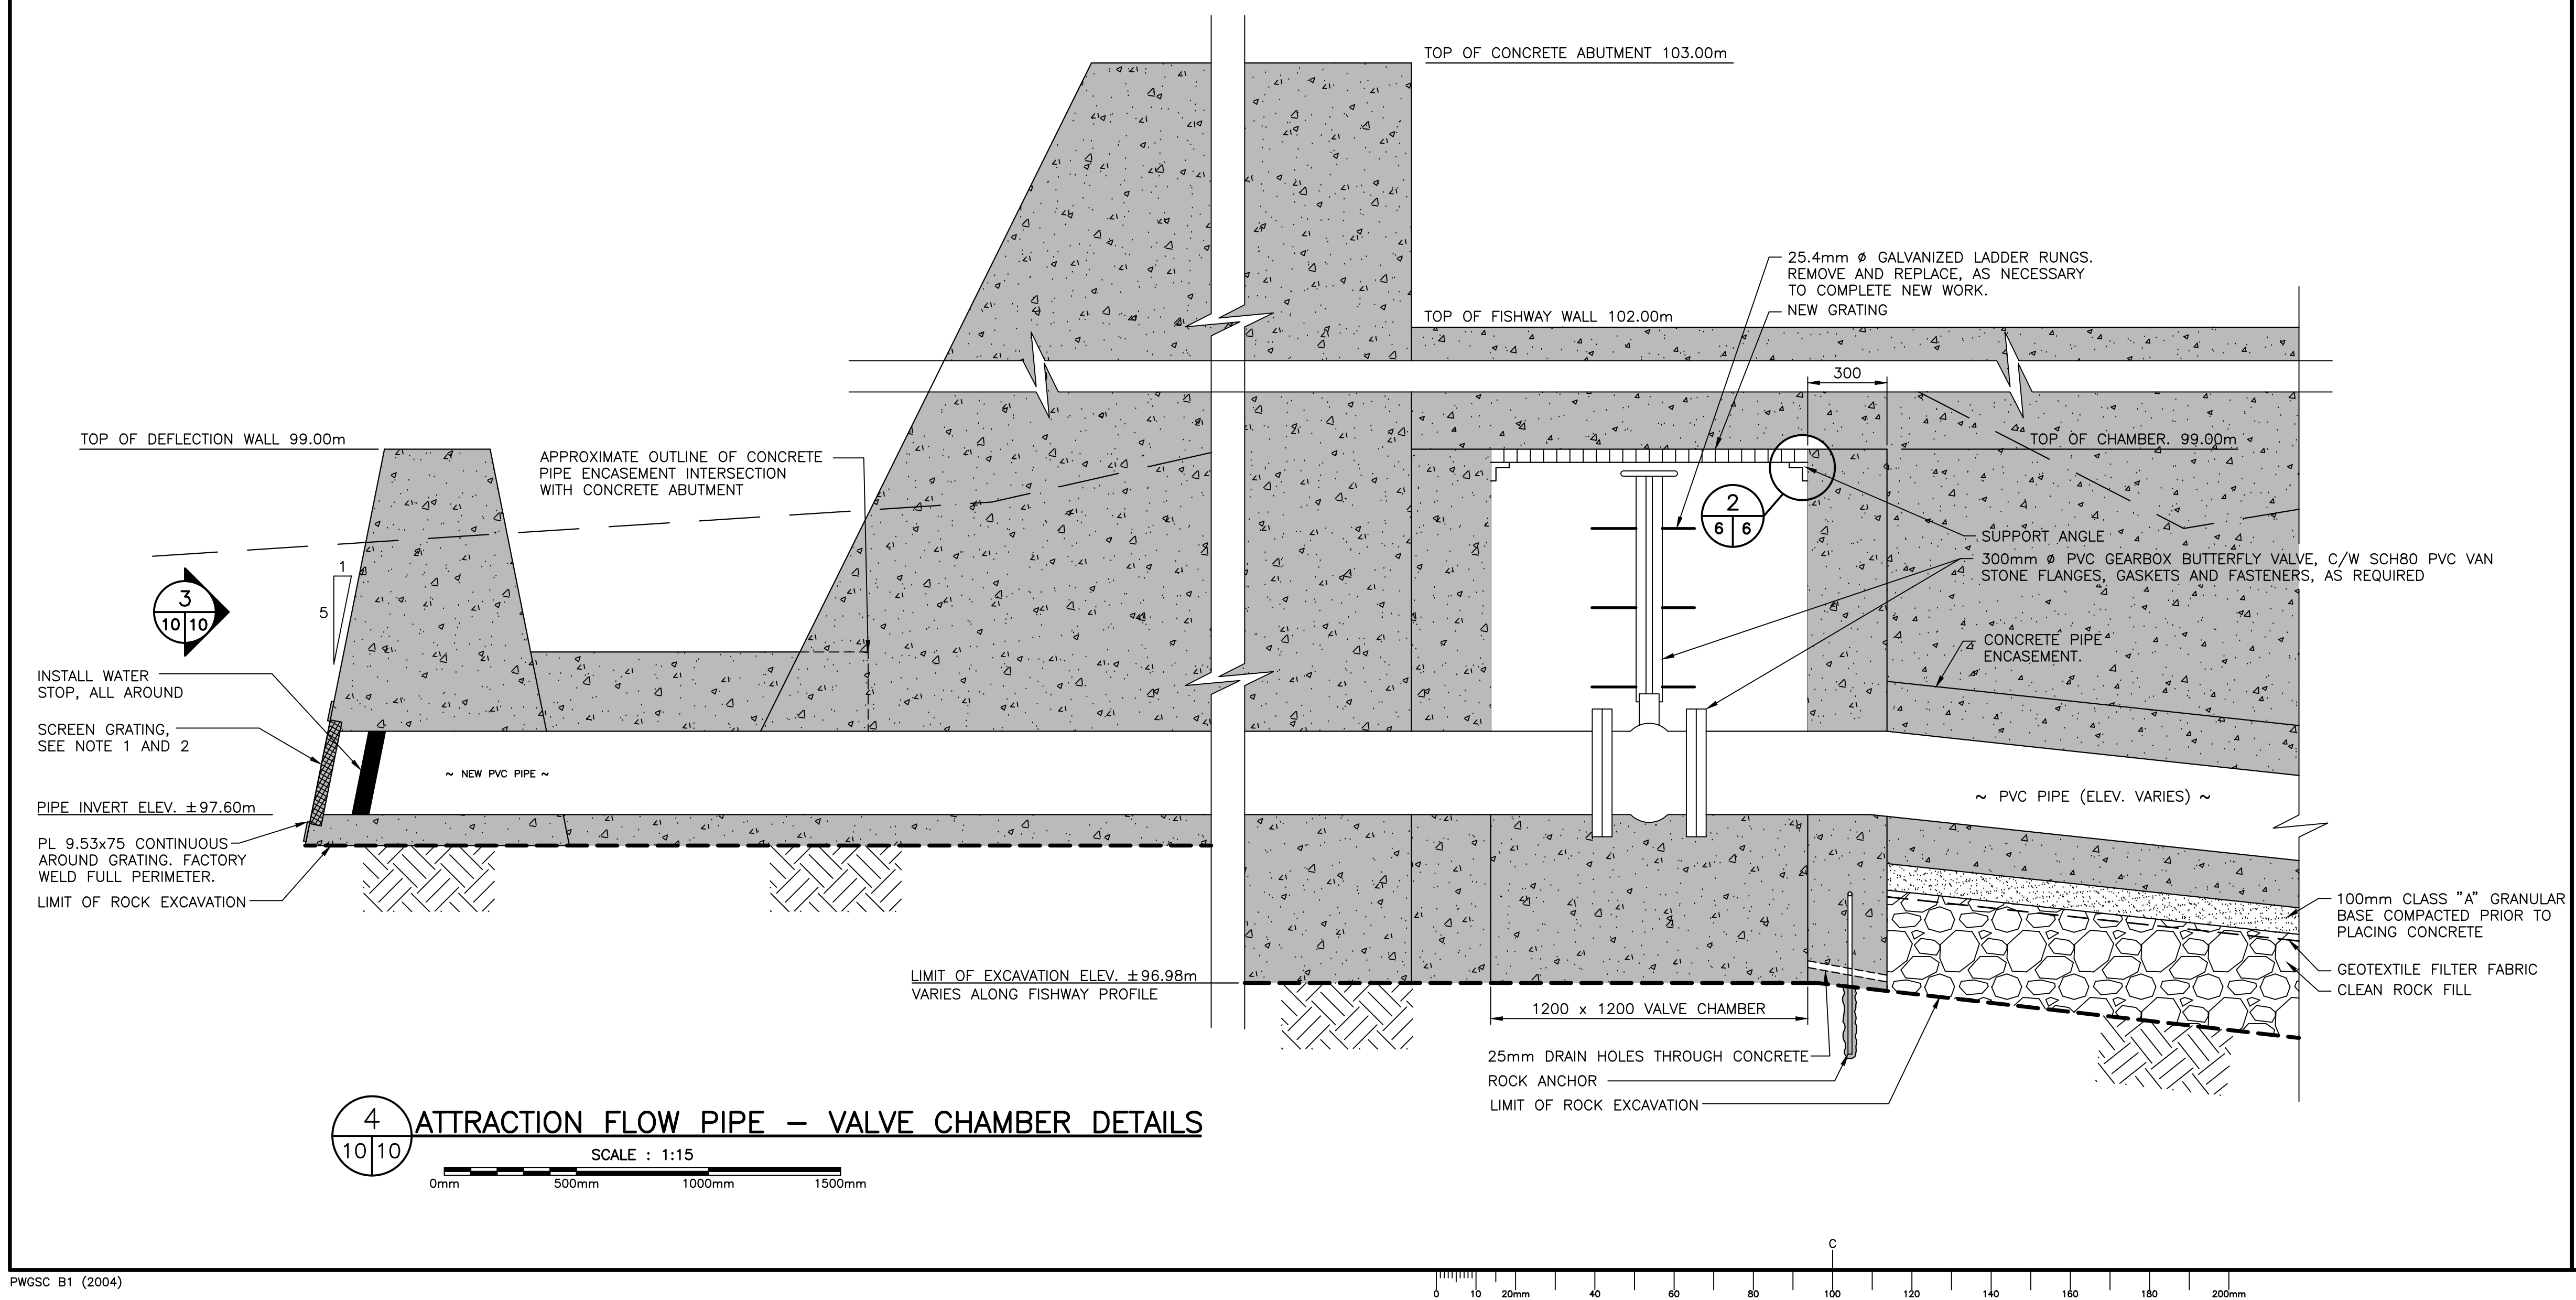 TOP OF CONCRETE ABUTMENT 103.00m
25.4mm ø GALVANIZED LADDER RUNGS.
REMOVE AND REPLACE, AS NECESSARY
TO COMPLETE NEW WORK.
NEW GRATING
TOP OF FISHWAY WALL 102.00m
300
TOP OF DEFLECTION WALL 99.00m
TOP OF CHAMBER. 99.00m
APPROXIMATE OUTLINE OF CONCRETE
PIPE ENCASEMENT INTERSECTION
WITH CONCRETE ABUTMENT
2
6 6
SUPPORT ANGLE
300mm ø PVC GEARBOX BUTTERFLY VALVE, C/W SCH80 PVC VAN
STONE FLANGES, GASKETS AND FASTENERS, AS REQUIRED
1
5
3
10 10
CONCRETE PIPE
ENCASEMENT.
INSTALL WATER
STOP, ALL AROUND
SCREEN GRATING,
SEE NOTE 1 AND 2
~ NEW PVC PIPE ~
PIPE INVERT ELEV. ±97.60m
~ PVC PIPE (ELEV. VARIES) ~
PL 9.53x75 CONTINUOUS
AROUND GRATING. FACTORY
WELD FULL PERIMETER.
LIMIT OF ROCK EXCAVATION
100mm CLASS "A" GRANULAR
BASE COMPACTED PRIOR TO
PLACING CONCRETE
GEOTEXTILE FILTER FABRIC
CLEAN ROCK FILL
LIMIT OF EXCAVATION ELEV. ±96.98m
VARIES ALONG FISHWAY PROFILE
1200 x 1200 VALVE CHAMBER
25mm DRAIN HOLES THROUGH CONCRETE
ROCK ANCHOR
LIMIT OF ROCK EXCAVATION
4
10 10
ATTRACTION FLOW PIPE – VALVE CHAMBER DETAILS
SCALE : 1:15
0mm 500mm 1000mm 1500mm
C
PWGSC B1 (2004)
0 10 20mm 40 60 80 100 120 140 160 180 200mm